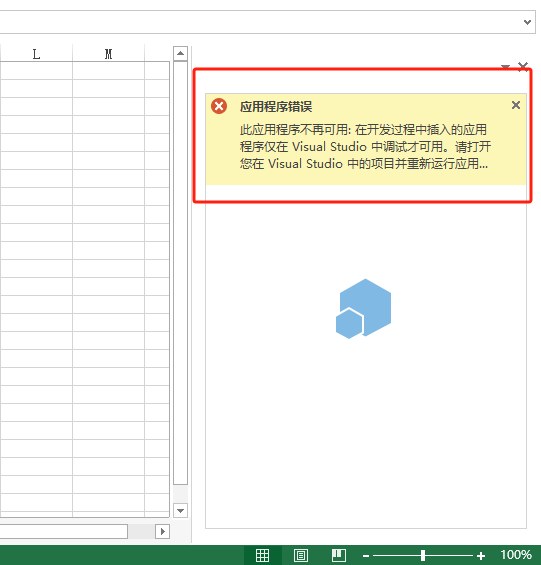 L M
应用程序错误
此应用程序不再可用: 在开发过程中插入的应用
程序仅在 Visual Studio 中调试才可用。请打开
您在 Visual Studio 中的项目并重新运行应用...
100%